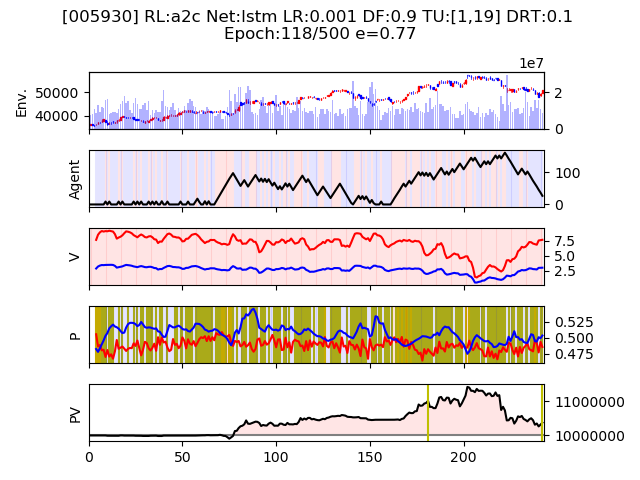 [005930] RL:a2c Net:lstm LR:0.001 DF:0.9 TU:[1,19] DRT:0.1
Epoch:118/500 e=0.77
1e7
Env.
50000
40000
2
0
Agent
100
0
V
7.5
5.0
2.5
P
0.525
0.500
0.475
PV
11000000
10000000
0 50 100 150 200